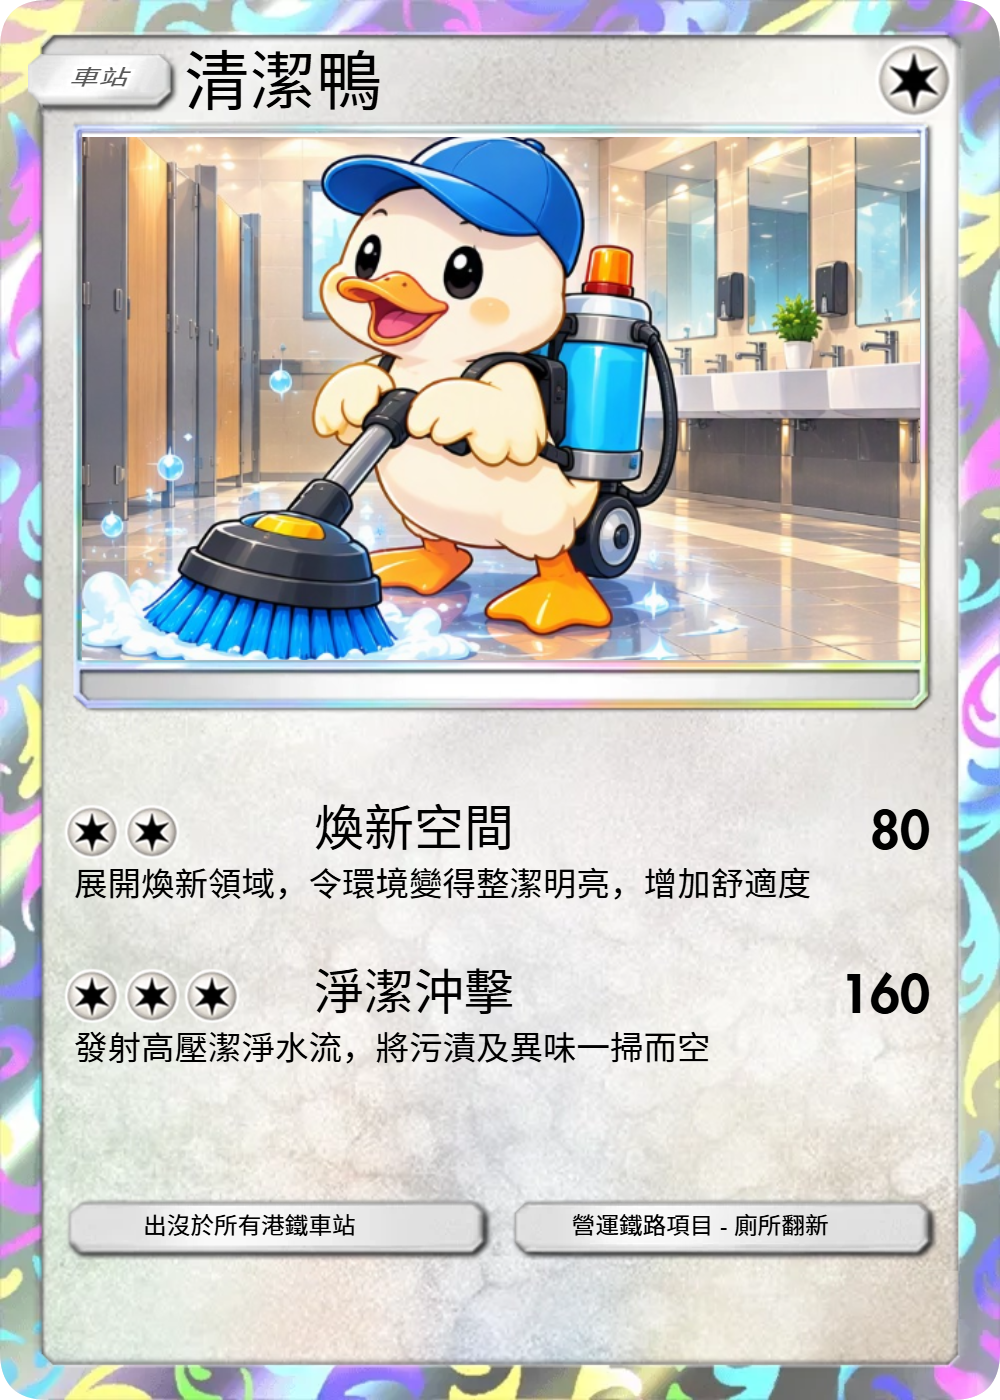 車站
清潔鴨
煥新空間 80
展開煥新領域，令環境變得整潔明亮，增加舒適度
淨潔沖擊 160
發射高壓潔淨水流，將污漬及異味一掃而空
出沒於所有港鐵車站
營運鐵路項目 - 廁所翻新